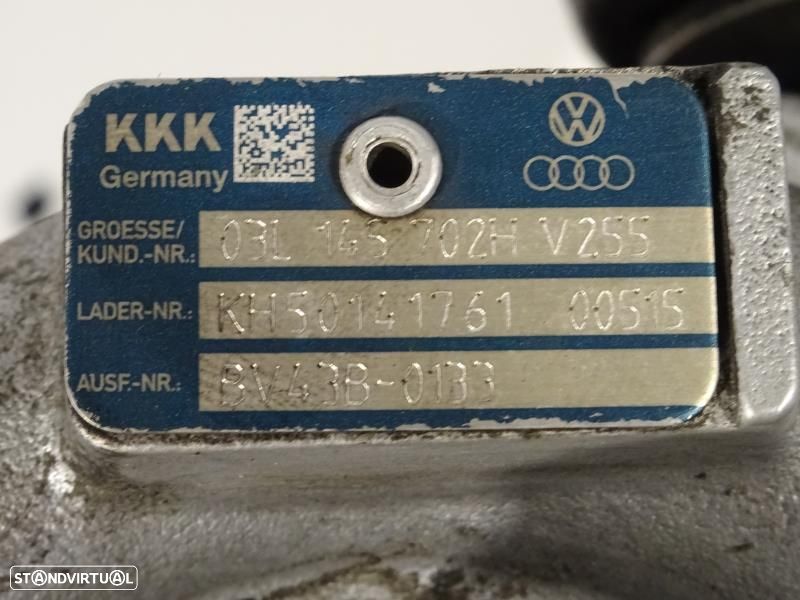 KKK
Germany
GROESSE/
KUND.-NR.: 03L 145 702H V255
LADER-NR.: KH50141761 00515
AUSF.-NR.: BV43B-0133
STANDVIRTUAL